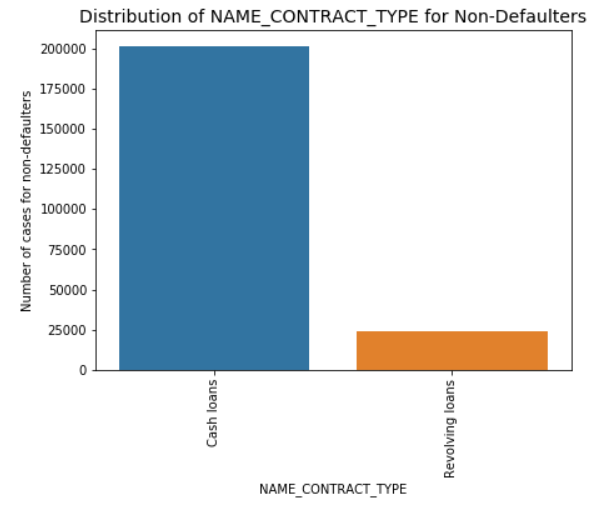 Distribution of NAME_CONTRACT_TYPE for Non-Defaulters
Number of cases for non-defaulters
200000
175000
150000
125000
100000
75000
50000
25000
0
Cash loans
Revolving loans
NAME_CONTRACT_TYPE